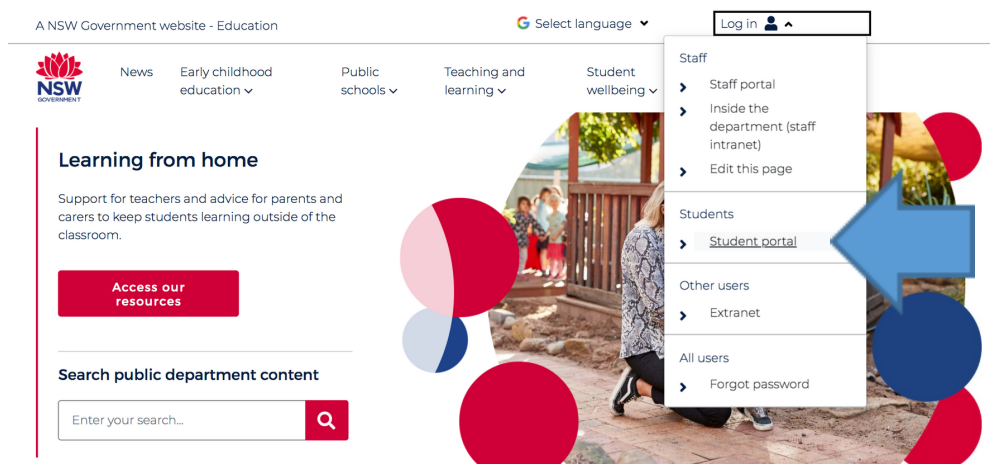 A NSW Government website - Education
Select language
Log in
NSW
GOVERNMENT
News
Early childhood
education
Public
schools
Teaching and
learning
Student
wellbeing
Staff
Staff portal
Inside the
department (staff
intranet)
Edit this page
Students
Student portal
Other users
Extranet
All users
Forgot password
Learning from home
Support for teachers and advice for parents and
carers to keep students learning outside of the
classroom.
Access our
resources
Search public department content
Enter your search...